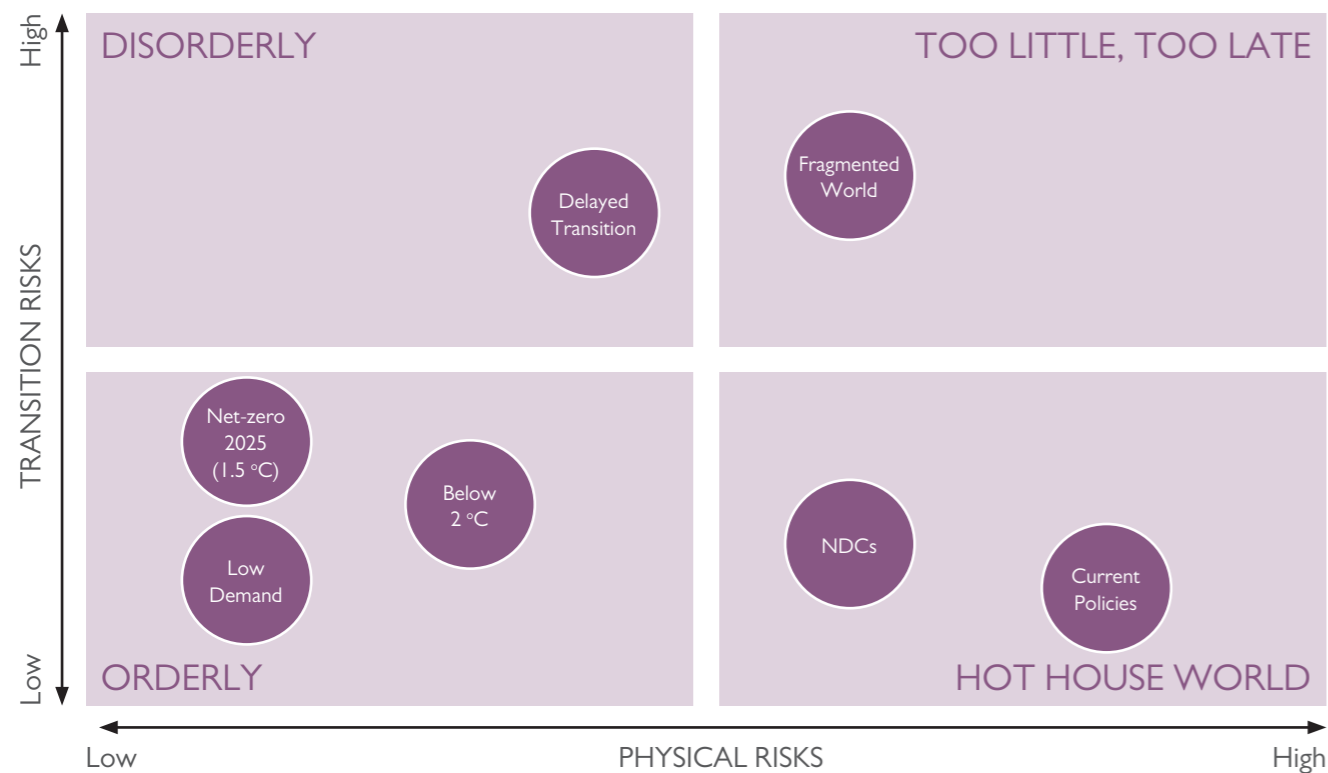 High
TRANSITION RISKS
Low
DISORDERLY
Delayed
Transition
TOO LITTLE, TOO LATE
Fragmented
World
Net-zero
2025
(1.5 °C)
Below
2 °C
Low
Demand
ORDERLY
NDCs
Current
Policies
HOT HOUSE WORLD
Low
PHYSICAL RISKS
High